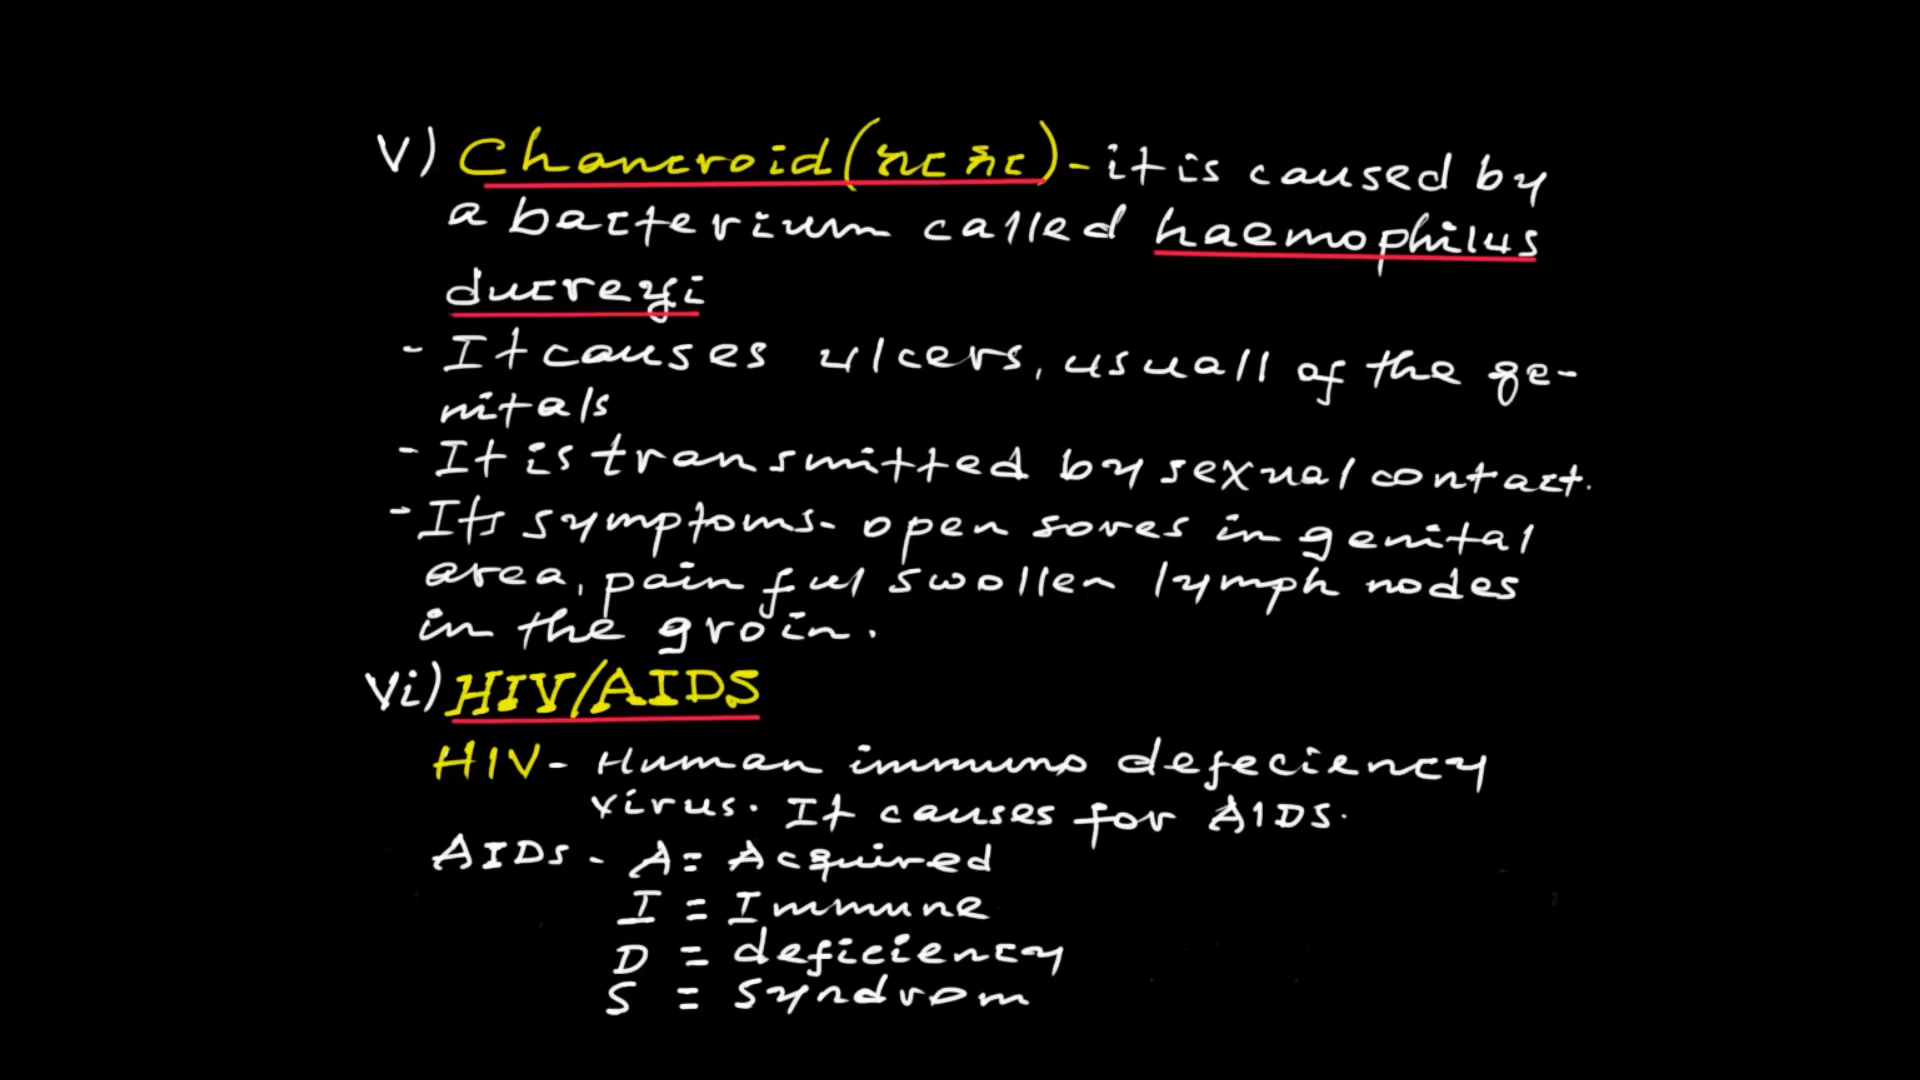 V) Chancroid (ጊርጊር) - it is caused by
a bacterium called haemophilus
ducreyi
- It causes ulcers, usuall of the ge-
nitals
- It is transmitted by sexual contact.
- Its symptoms - open sores in genital
area, painful swollen lymph nodes
in the groin.
Vi) HIV/AIDS
HIV - Human immuno defeciency
virus. It causes for AIDS.
AIDs - A = Acquired
I = Immune
D = deficiency
S = Syndrom